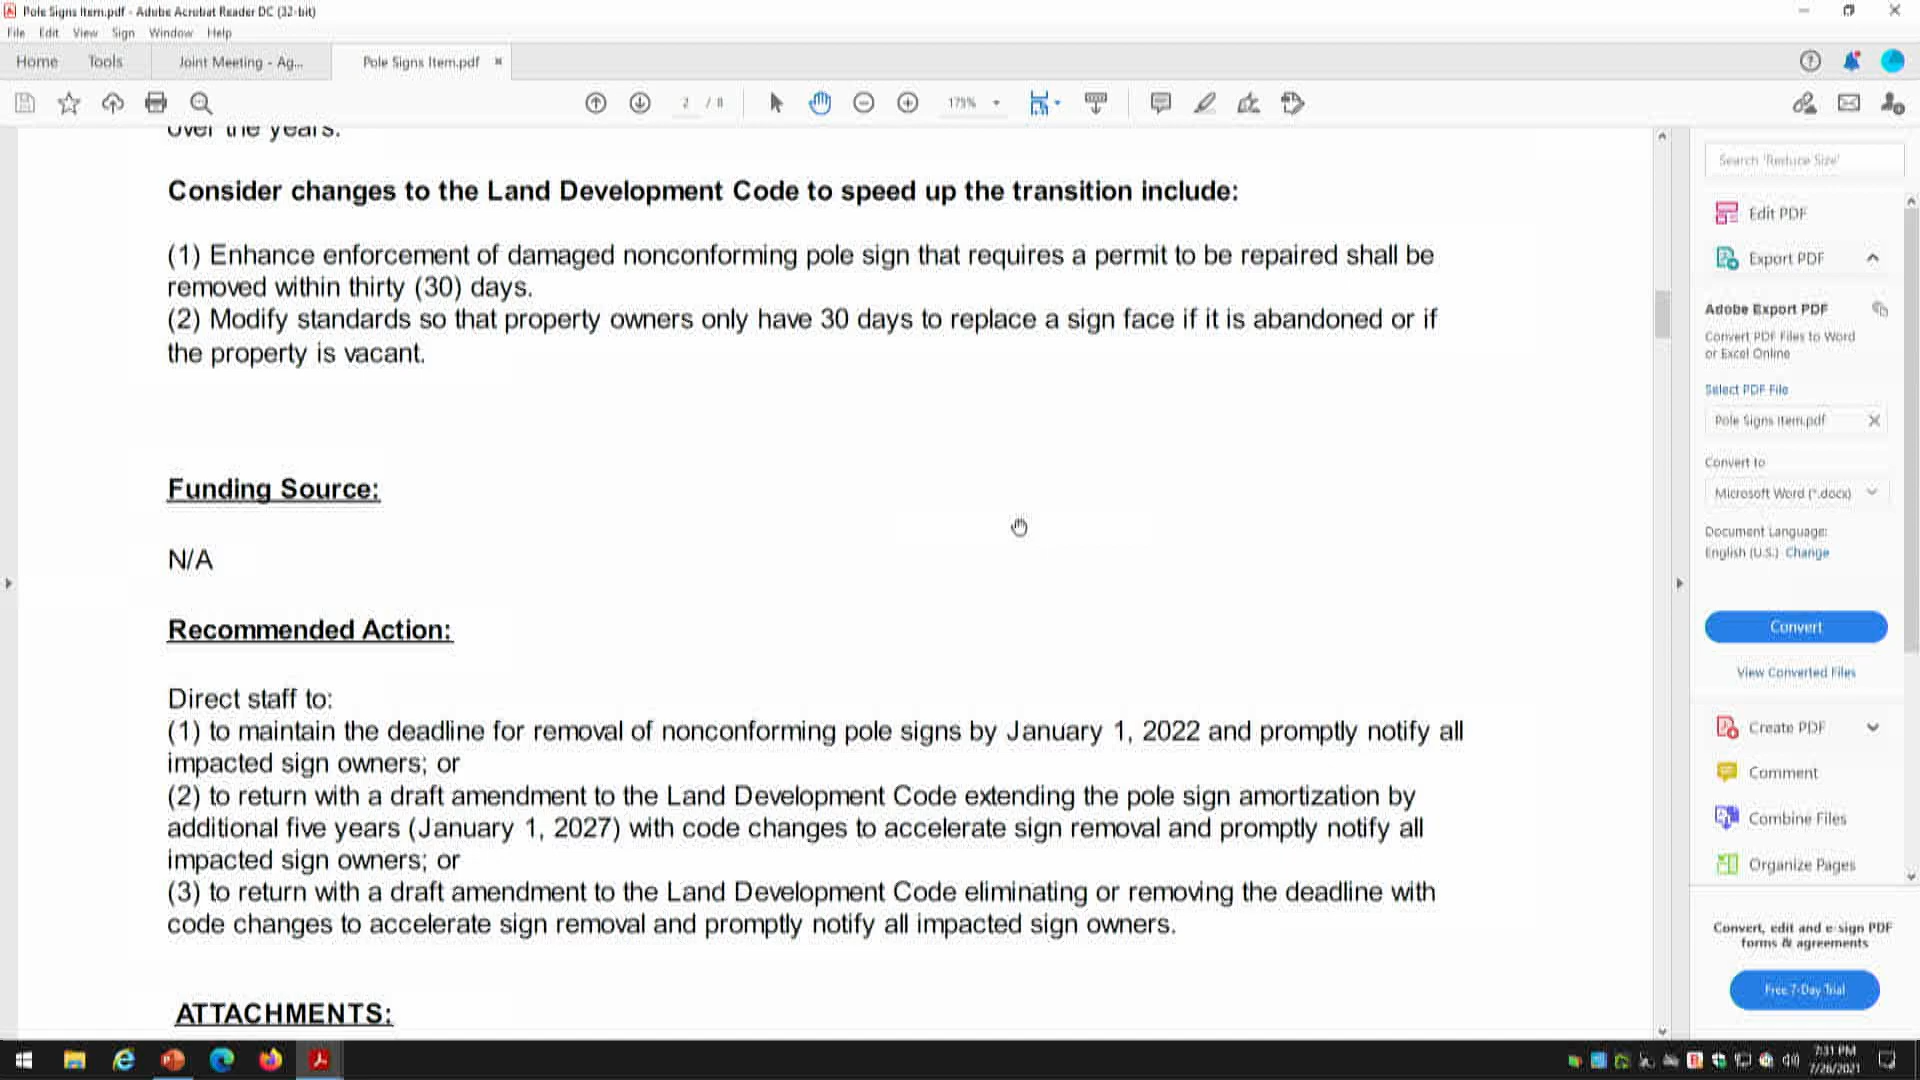 Pole Signs Item.pdf - Adobe Acrobat Reader DC (32-bit)
File Edit View Sign Window Help
Home Tools Joint Meeting - Ag... Pole Signs Item.pdf
2 / 8 179%
over the years.
Consider changes to the Land Development Code to speed up the transition include:
(1) Enhance enforcement of damaged nonconforming pole sign that requires a permit to be repaired shall be
removed within thirty (30) days.
(2) Modify standards so that property owners only have 30 days to replace a sign face if it is abandoned or if
the property is vacant.
Funding Source:
N/A
Recommended Action:
Direct staff to:
(1) to maintain the deadline for removal of nonconforming pole signs by January 1, 2022 and promptly notify all
impacted sign owners; or
(2) to return with a draft amendment to the Land Development Code extending the pole sign amortization by
additional five years (January 1, 2027) with code changes to accelerate sign removal and promptly notify all
impacted sign owners; or
(3) to return with a draft amendment to the Land Development Code eliminating or removing the deadline with
code changes to accelerate sign removal and promptly notify all impacted sign owners.
ATTACHMENTS:
Search 'Reduce Size'
Edit PDF
Export PDF
Adobe Export PDF
Convert PDF Files to Word
or Excel Online
Select PDF File
Pole Signs Item.pdf
Convert to
Microsoft Word (*.docx)
Document Language:
English (U.S.) Change
Convert
View Converted Files
Create PDF
Comment
Combine Files
Organize Pages
Convert, edit and e-sign PDF
forms & agreements
Free 7-Day Trial
7:31 PM
7/26/2021